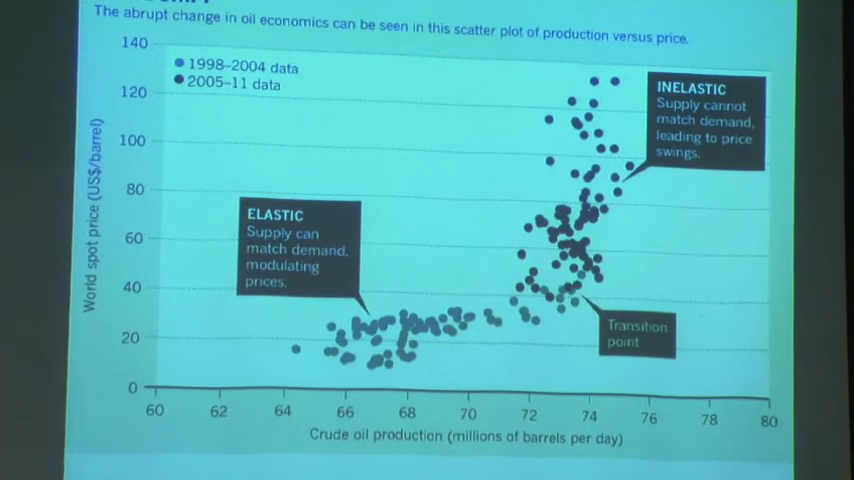 The abrupt change in oil economics can be seen in this scatter plot of production versus price.
140
1998–2004 data
2005–11 data
120
100
80
60
40
20
0
World spot price (US$/barrel)
INELASTIC
Supply cannot
match demand,
leading to price
swings.
ELASTIC
Supply can
match demand,
modulating
prices.
Transition
point
60 62 64 66 68 70 72 74 76 78 80
Crude oil production (millions of barrels per day)